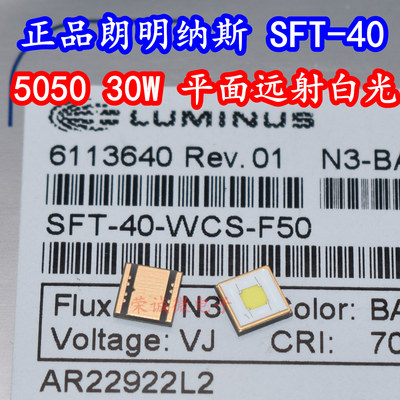 正品朗明纳斯 SFT-40
5050 30W 平面远射白光
LUMINUS
6113640 Rev.01 N3-BA
SFT-40-WCS-F50
Flux N3 Color: BA
Voltage: VJ CRI: 70
AR22922L2